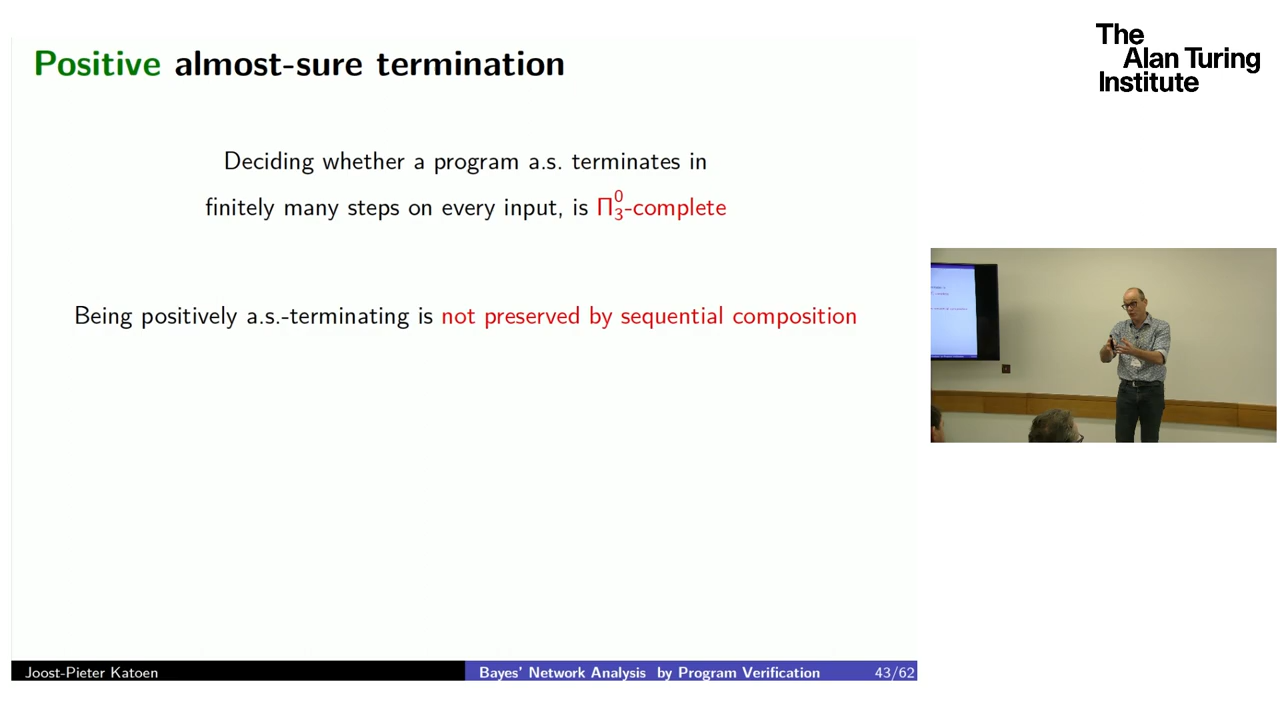 Positive almost-sure termination
The
Alan Turing
Institute
Deciding whether a program a.s. terminates in
finitely many steps on every input, is Π⁰₃-complete
Being positively a.s.-terminating is not preserved by sequential composition
Joost-Pieter Katoen
Bayes' Network Analysis by Program Verification
43/62